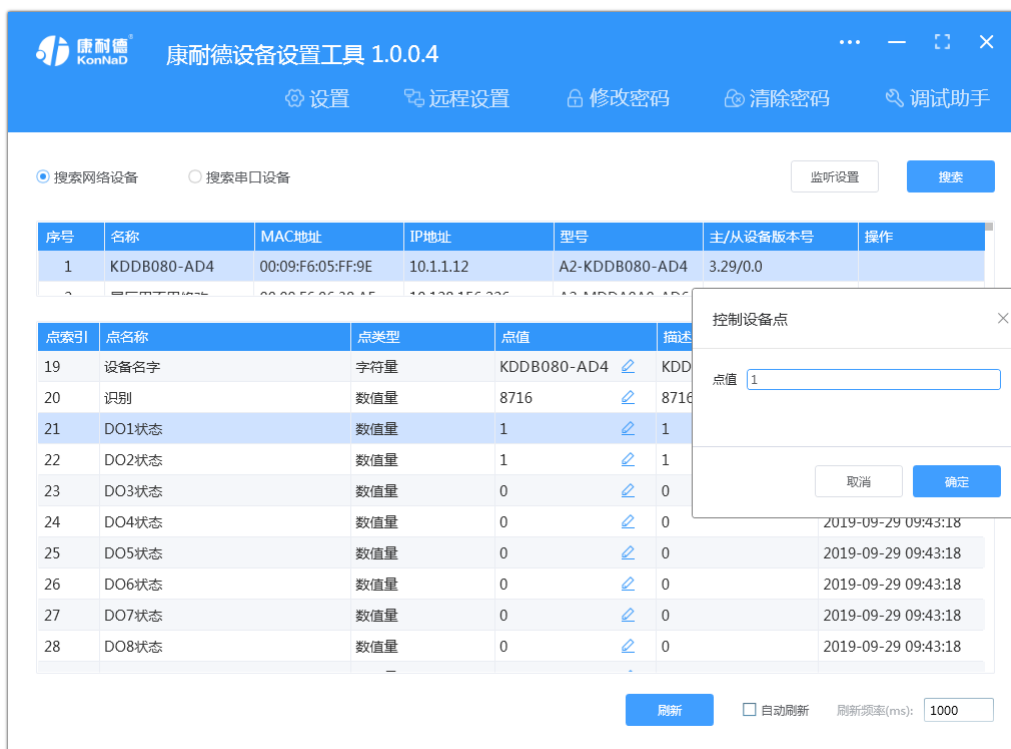 康耐德®
KonNaD
康耐德设备设置工具 1.0.0.4
设置 远程设置 修改密码 清除密码 调试助手
搜索网络设备 搜索串口设备 监听设置 搜索
序号 名称 MAC地址 IP地址 型号 主/从设备版本号 操作
1 KDDB080-AD4 00:09:F6:05:FF:9E 10.1.1.12 A2-KDDB080-AD4 3.29/0.0
控制设备点
点值 1
取消 确定
点索引 点名称 点类型 点值 描述
19 设备名字 字符量 KDDB080-AD4 KDD
20 识别 数值量 8716 8716
21 DO1状态 数值量 1 1
22 DO2状态 数值量 1 1
23 DO3状态 数值量 0 0
24 DO4状态 数值量 0 0 2019-09-29 09:43:18
25 DO5状态 数值量 0 0 2019-09-29 09:43:18
26 DO6状态 数值量 0 0 2019-09-29 09:43:18
27 DO7状态 数值量 0 0 2019-09-29 09:43:18
28 DO8状态 数值量 0 0 2019-09-29 09:43:18
刷新 自动刷新 刷新频率(ms): 1000